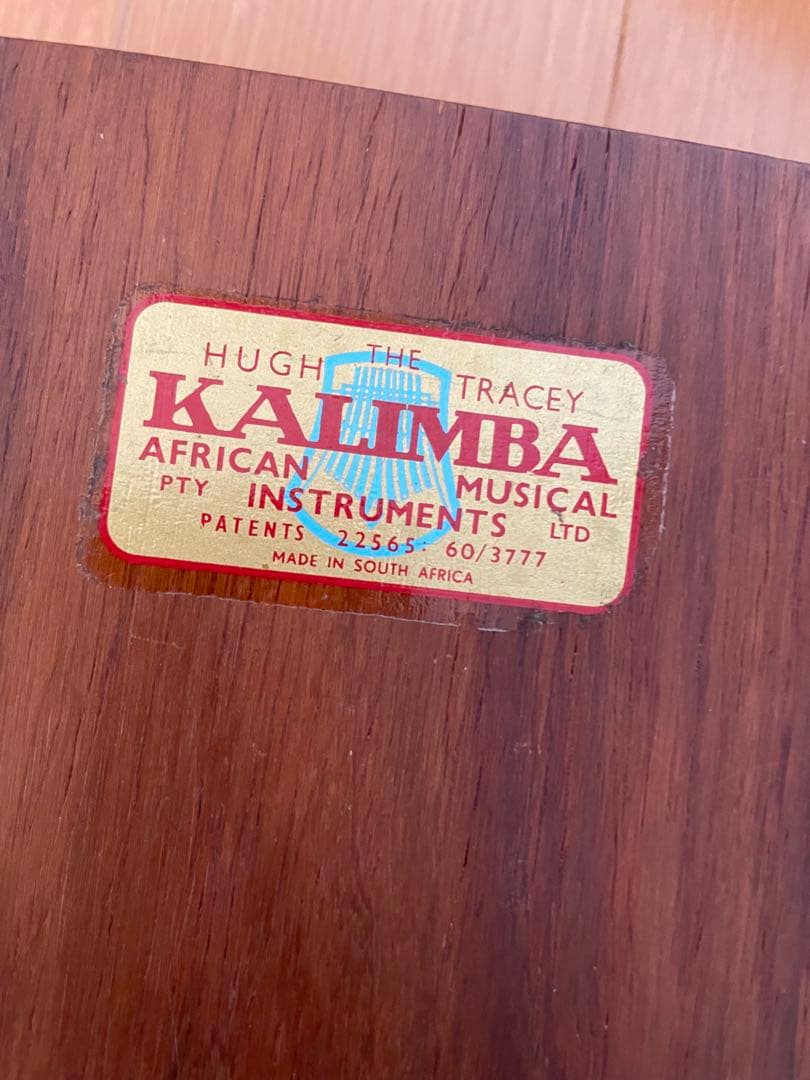 THE
HUGH TRACEY
KALIMBA
AFRICAN MUSICAL
PTY INSTRUMENTS LTD
PATENTS 22565: 60/3777
MADE IN SOUTH AFRICA